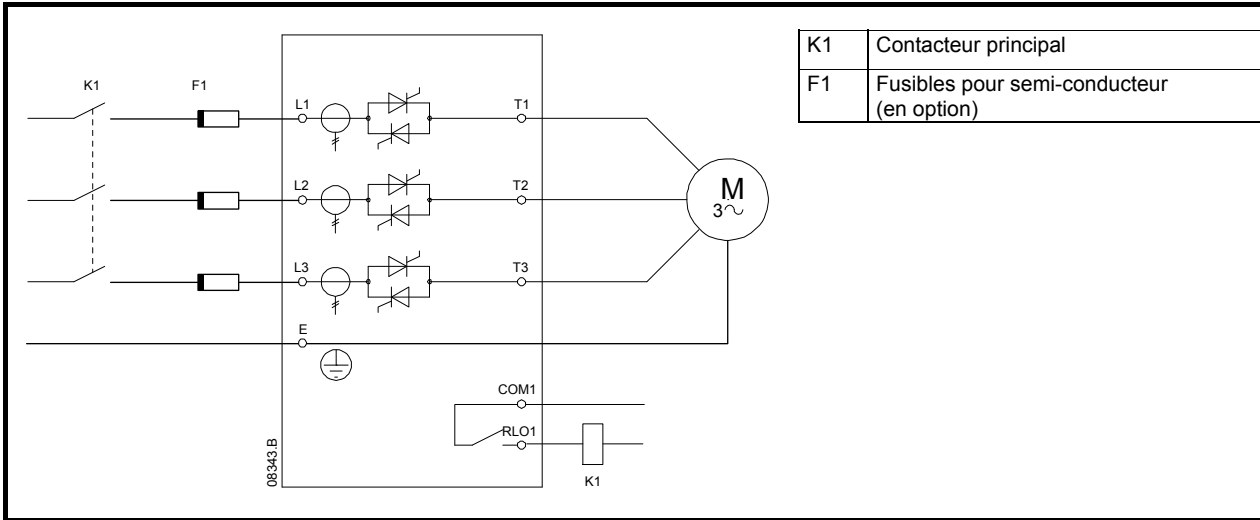 K1 Contacteur principal
F1 Fusibles pour semi-conducteur
(en option)
K1 F1
L1 T1
L2 T2
M
3
L3 T3
E
COM1
RLO1
K1
08343.B